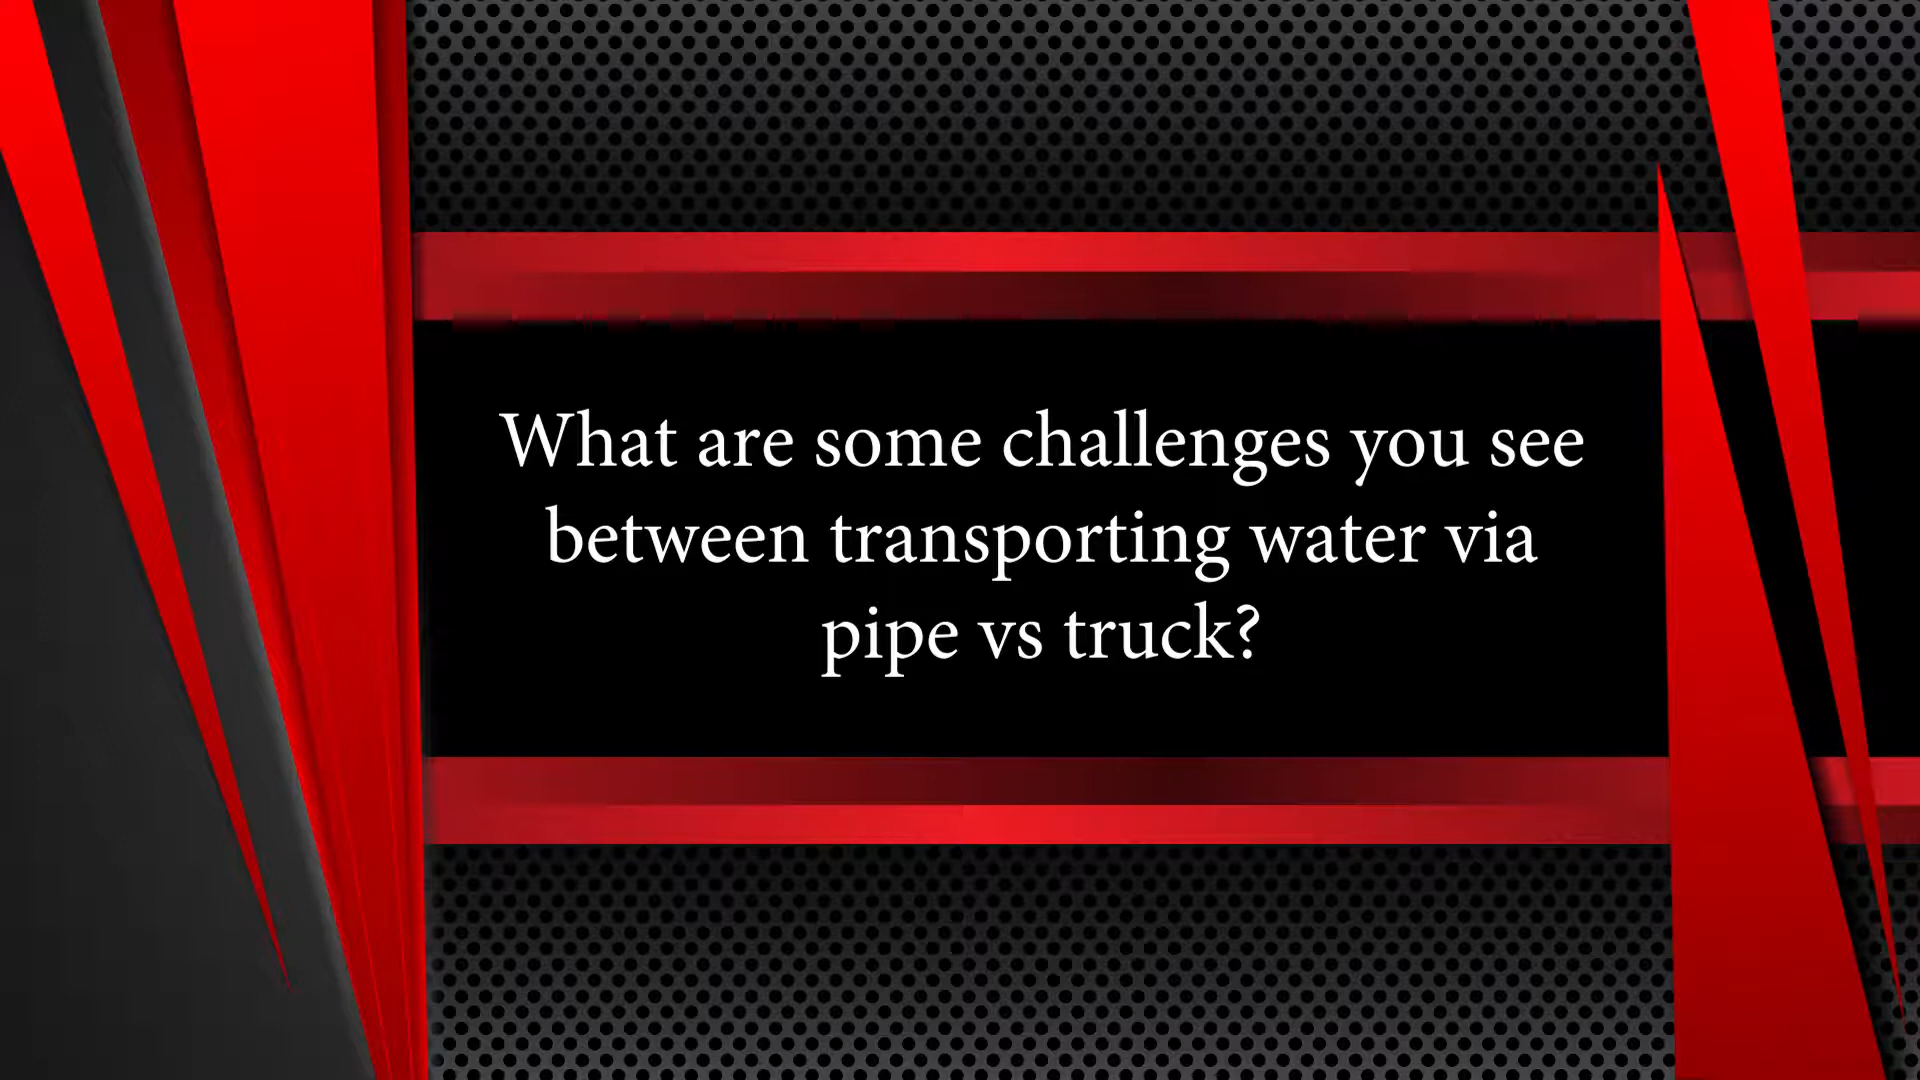 What are some challenges you see
between transporting water via
pipe vs truck?